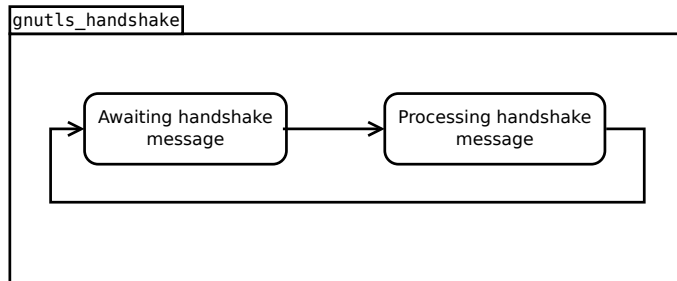 gnutls_handshake
Awaiting handshake
message
Processing handshake
message